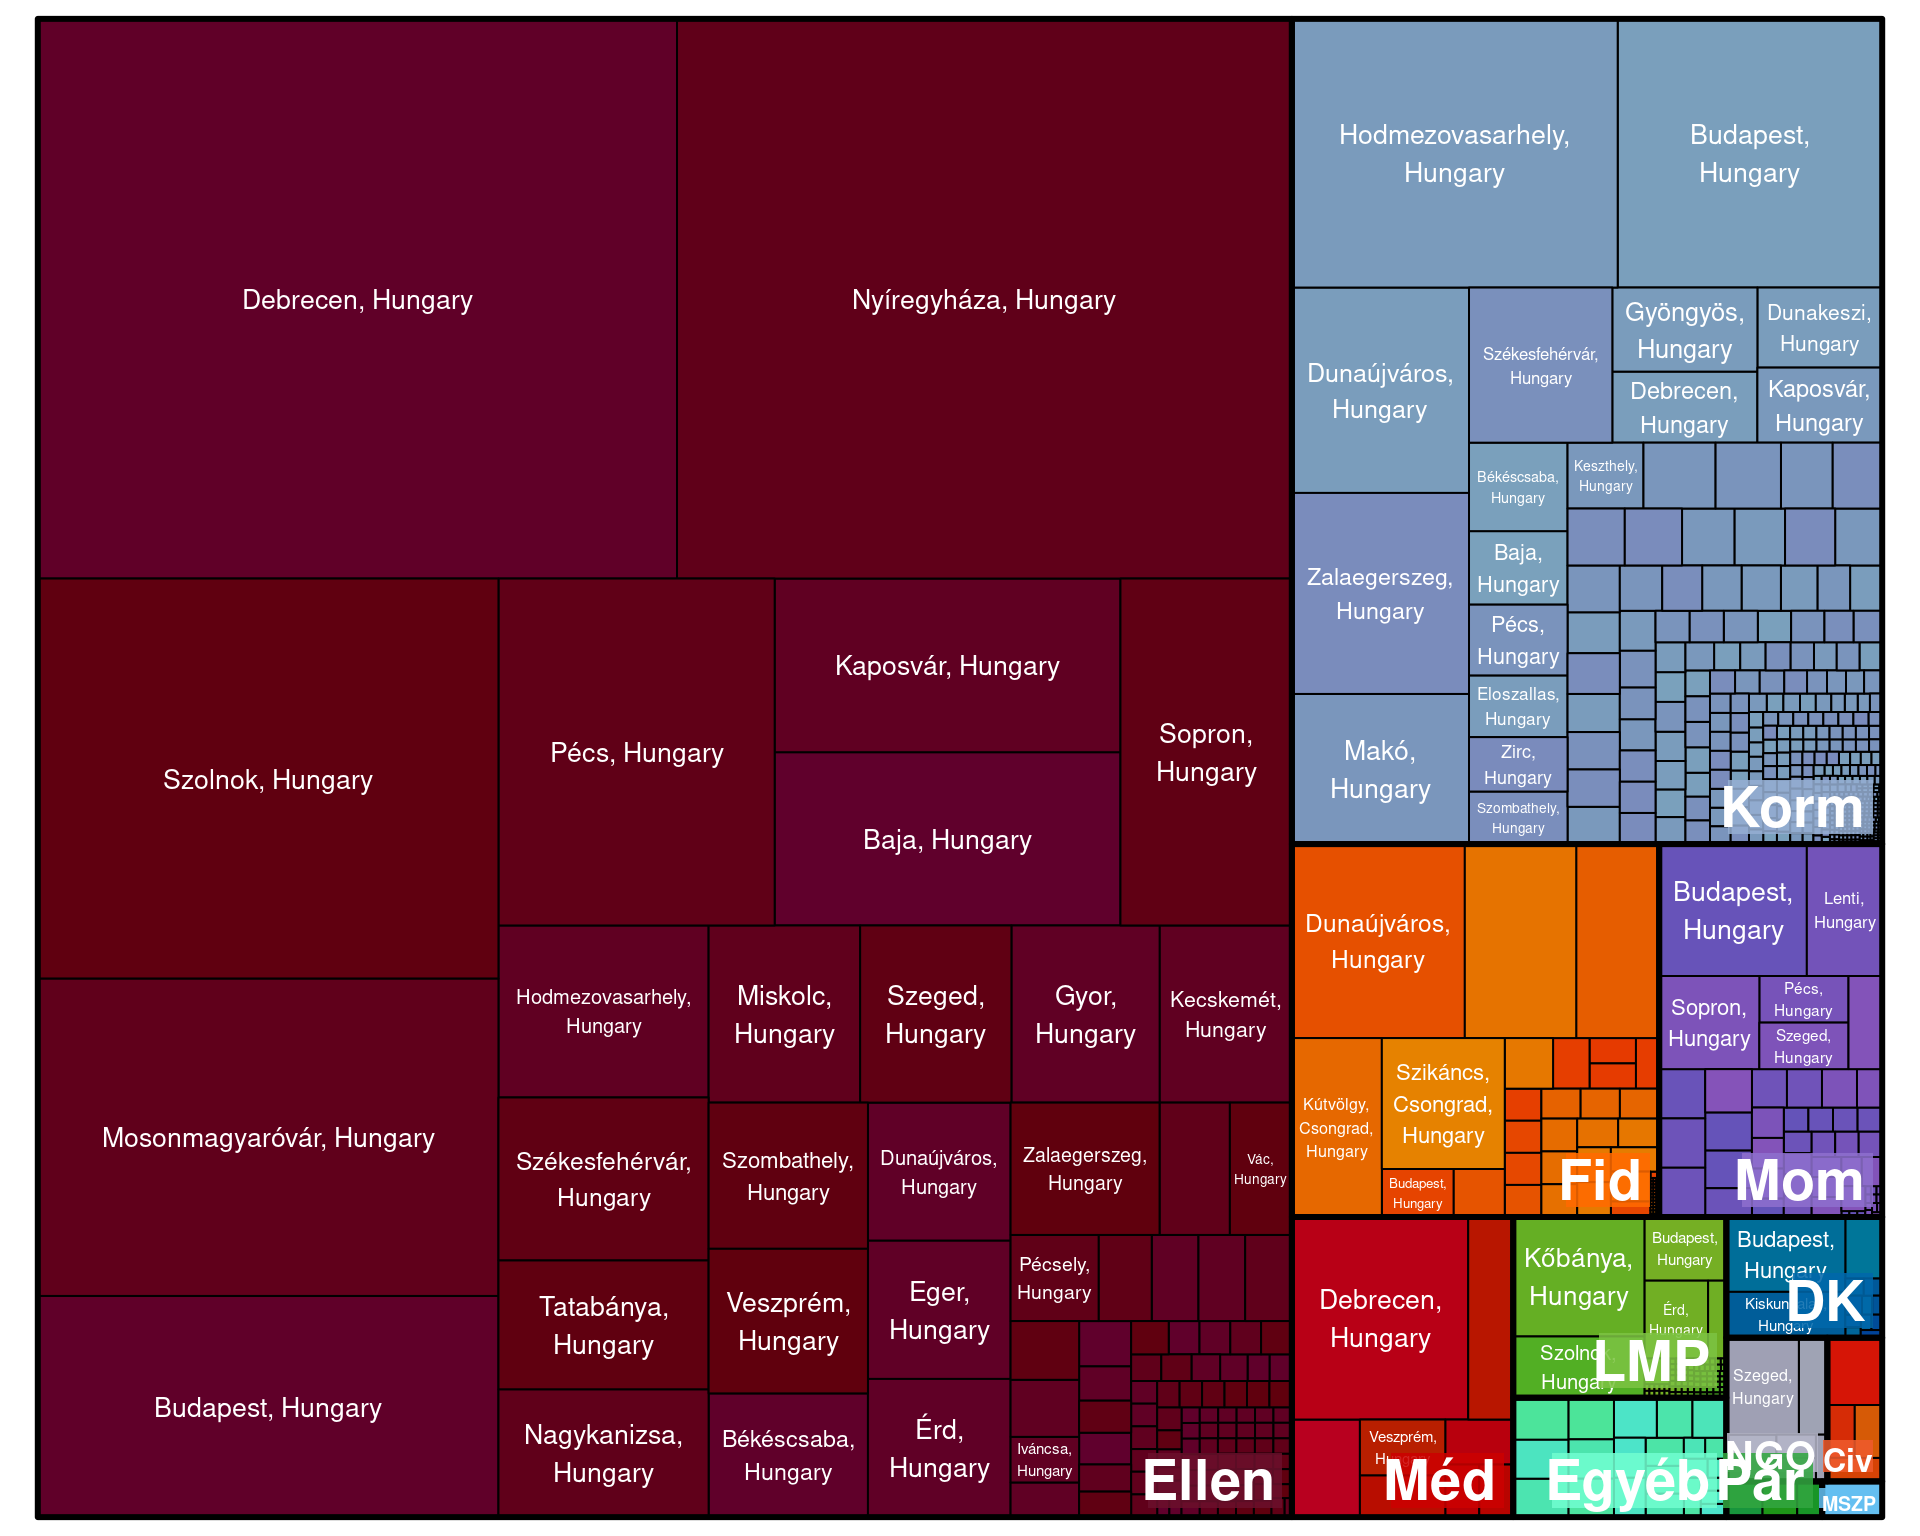 Debrecen, Hungary
Nyíregyháza, Hungary
Szolnok, Hungary
Mosonmagyaróvár, Hungary
Budapest, Hungary
Pécs, Hungary
Kaposvár, Hungary
Baja, Hungary
Sopron,
Hungary
Hodmezovasarhely,
Hungary
Miskolc,
Hungary
Szeged,
Hungary
Gyor,
Hungary
Kecskemét,
Hungary
Székesfehérvár,
Hungary
Tatabánya,
Hungary
Nagykanizsa,
Hungary
Szombathely,
Hungary
Veszprém,
Hungary
Békéscsaba,
Hungary
Dunaújváros,
Hungary
Eger,
Hungary
Érd,
Hungary
Zalaegerszeg,
Hungary
Vác,
Hungary
Pécsely,
Hungary
Iváncsa,
Hungary
Ellen
Hodmezovasarhely,
Hungary
Budapest,
Hungary
Dunaújváros,
Hungary
Zalaegerszeg,
Hungary
Makó,
Hungary
Székesfehérvár,
Hungary
Gyöngyös,
Hungary
Debrecen,
Hungary
Dunakeszi,
Hungary
Kaposvár,
Hungary
Békéscsaba,
Hungary
Keszthely,
Hungary
Baja,
Hungary
Pécs,
Hungary
Eloszallas,
Hungary
Zirc,
Hungary
Szombathely,
Hungary
Korm
Dunaújváros,
Hungary
Kútvölgy,
Csongrad,
Hungary
Szikáncs,
Csongrad,
Hungary
Budapest,
Hungary
Fid
Budapest,
Hungary
Lenti,
Hungary
Sopron,
Hungary
Pécs,
Hungary
Szeged,
Hungary
Mom
Debrecen,
Hungary
Veszprém,
Méd
Kőbánya,
Hungary
Budapest,
Hungary
Érd,
Hungary
Szolnok,
Hungary
LMP
Budapest,
Hungary
Hungary
DK
Szeged,
Hungary
NGO
Civ
Egyéb
Pár
MSZP